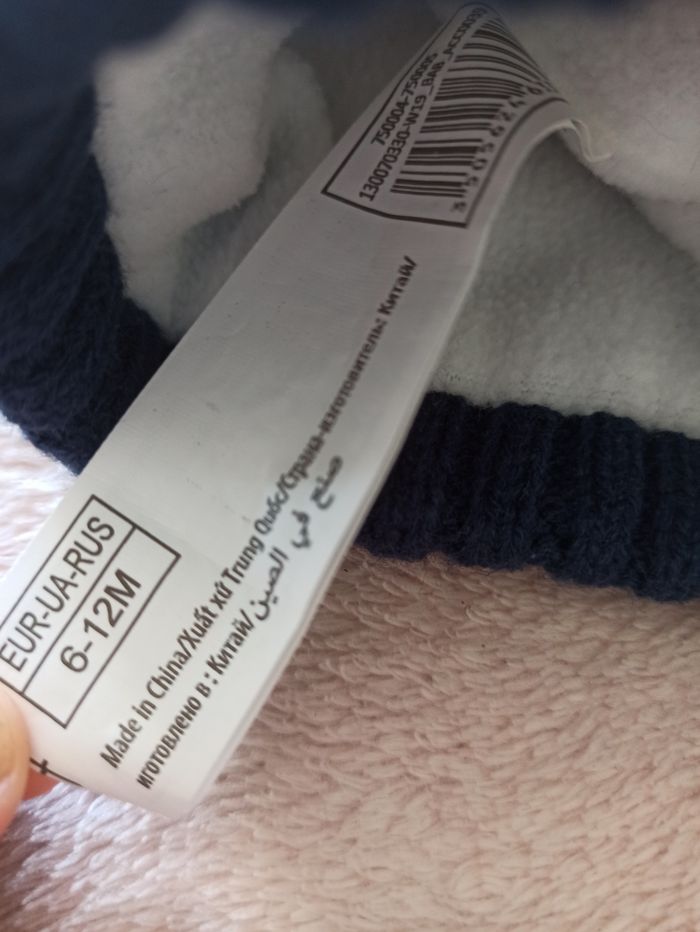 750004-750005
130070330-W19_BAB_ACC00330
EUR-UA-RUS
6-12M
Made in China/Xuất xứ Trung Quốc/Страна-изготовитель: Китай/
изготовлено в : Китай/صنع في الصين